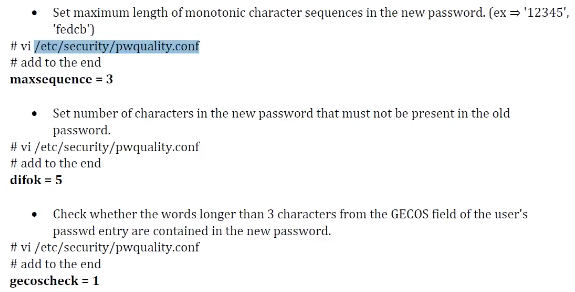 • Set maximum length of monotonic character sequences in the new password. (ex ⇒ '12345',
'fedcb')
# vi /etc/security/pwquality.conf
# add to the end
maxsequence = 3
• Set number of characters in the new password that must not be present in the old
password.
# vi /etc/security/pwquality.conf
# add to the end
difok = 5
• Check whether the words longer than 3 characters from the GECOS field of the user's
passwd entry are contained in the new password.
# vi /etc/security/pwquality.conf
# add to the end
gecoscheck = 1